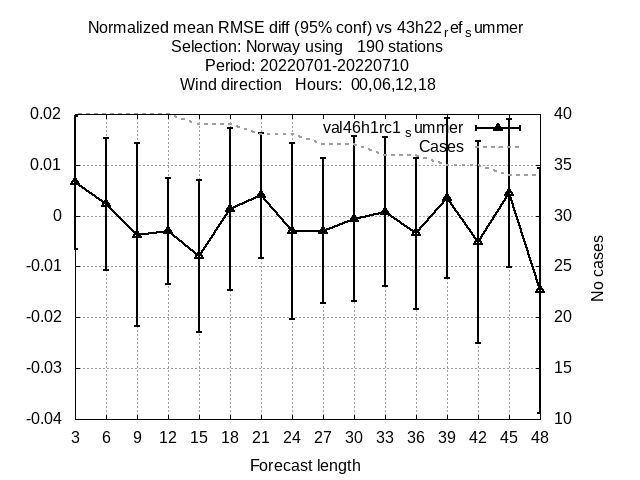 Normalized mean RMSE diff (95% conf) vs 43h22refsummer
Selection: Norway using 190 stations
Period: 20220701-20220710
Wind direction Hours: 00,06,12,18
val46h1rc1summer
Cases
0.02
0.01
0
-0.01
-0.02
-0.03
-0.04
40
35
30
25
20
15
10
No cases
3 6 9 12 15 18 21 24 27 30 33 36 39 42 45 48
Forecast length